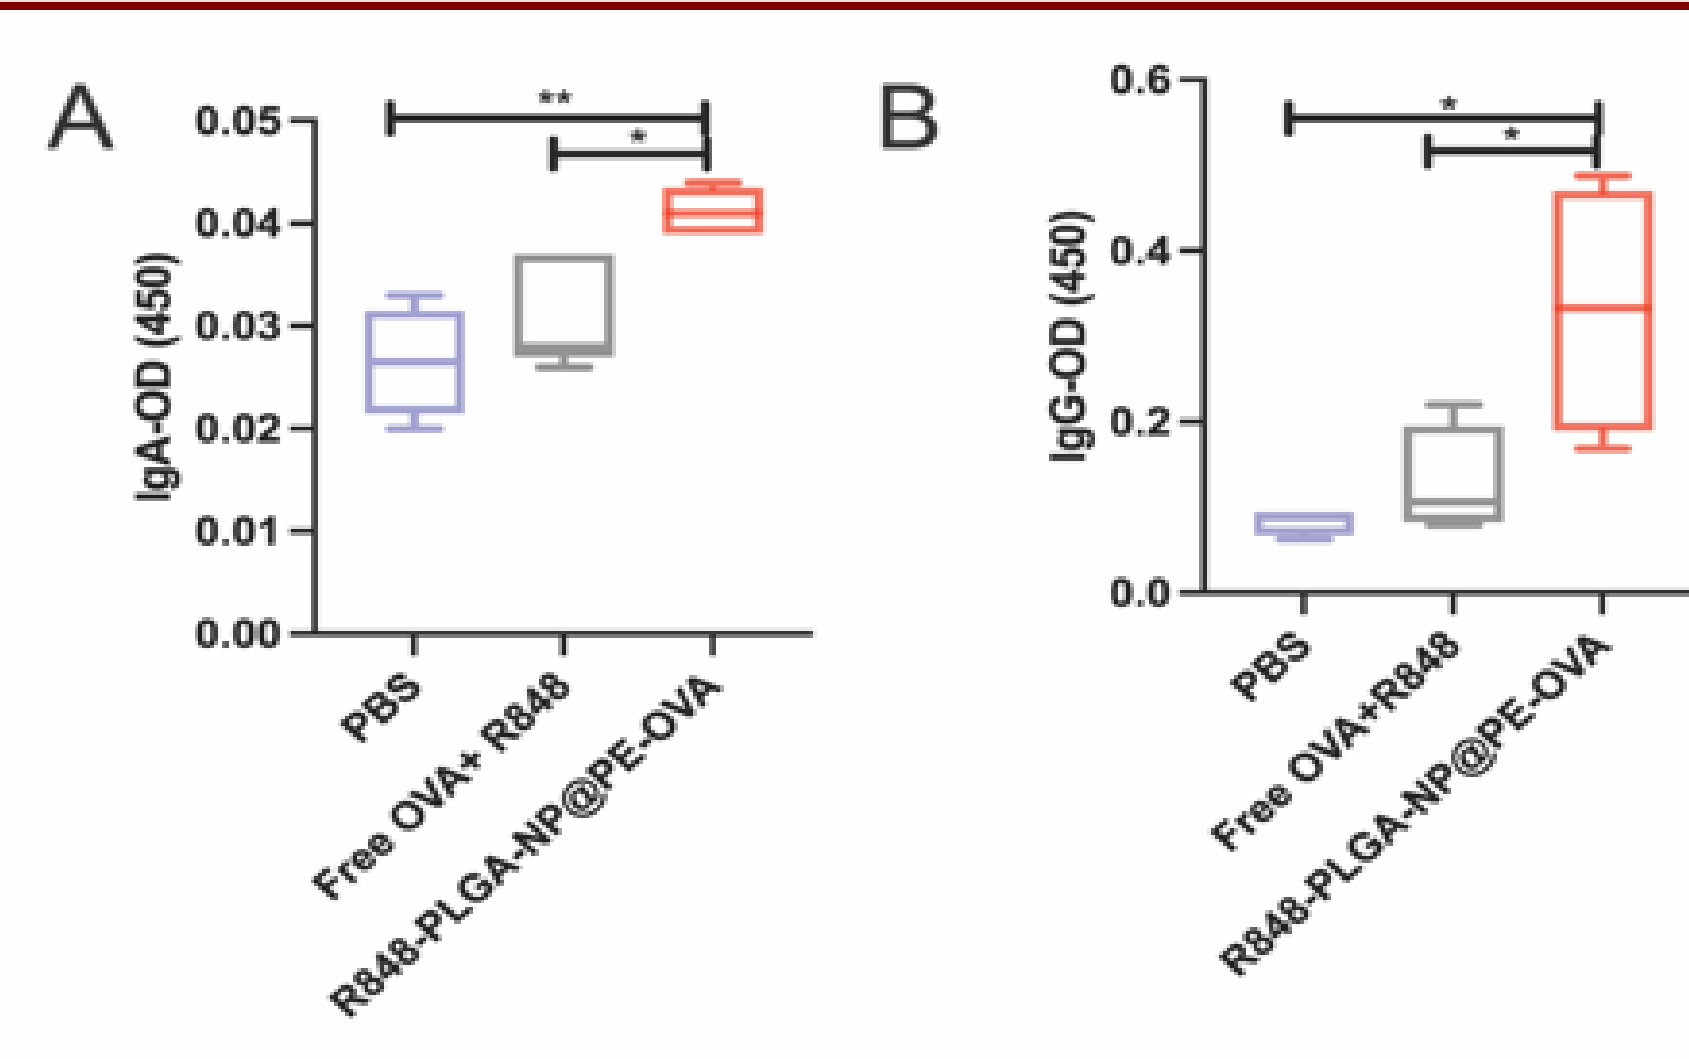 A
**
*
0.05
0.04
0.03
0.02
0.01
0.00
IgA-OD (450)
PBS
Free OVA+ R848
R848-PLGA-NP@PE-OVA
B
*
*
0.6
0.4
0.2
0.0
IgG-OD (450)
PBS
Free OVA+R848
R848-PLGA-NP@PE-OVA